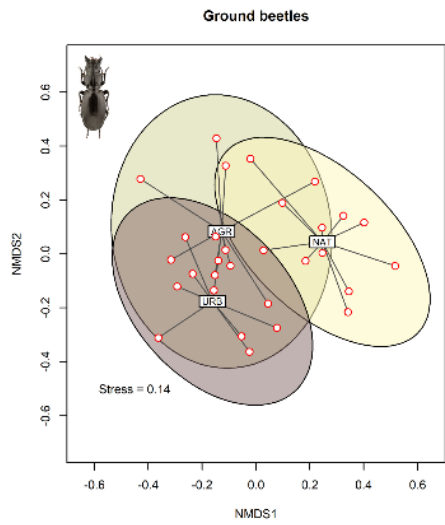 Ground beetles
0.6
0.4
0.2
0.0
-0.2
-0.4
-0.6
NMDS2
AGR
NAT
URB
Stress = 0.14
-0.6 -0.4 -0.2 0.0 0.2 0.4 0.6
NMDS1